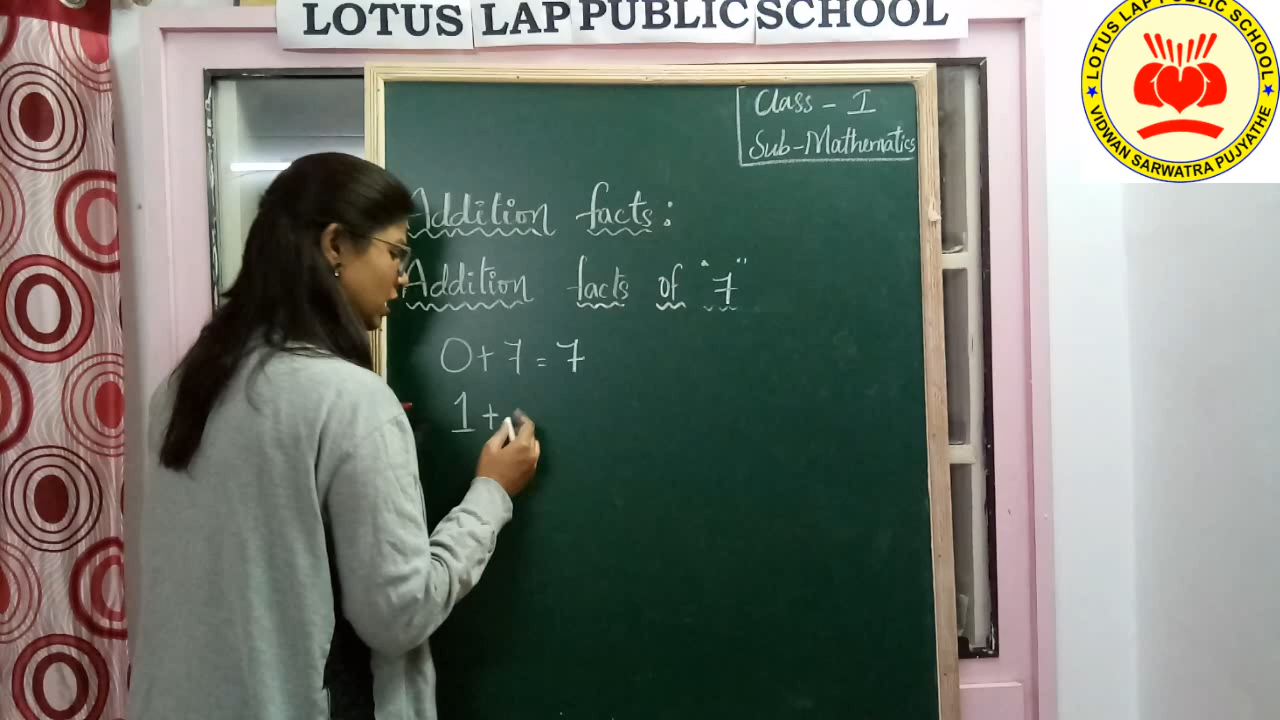 LOTUS LAP PUBLIC SCHOOL
LOTUS LAP PUBLIC SCHOOL
VIDWAN SARWATRA PUJYATHE
Class - I
Sub-Mathematics
Addition facts:
Addition facts of "7"
0+7=7
1+